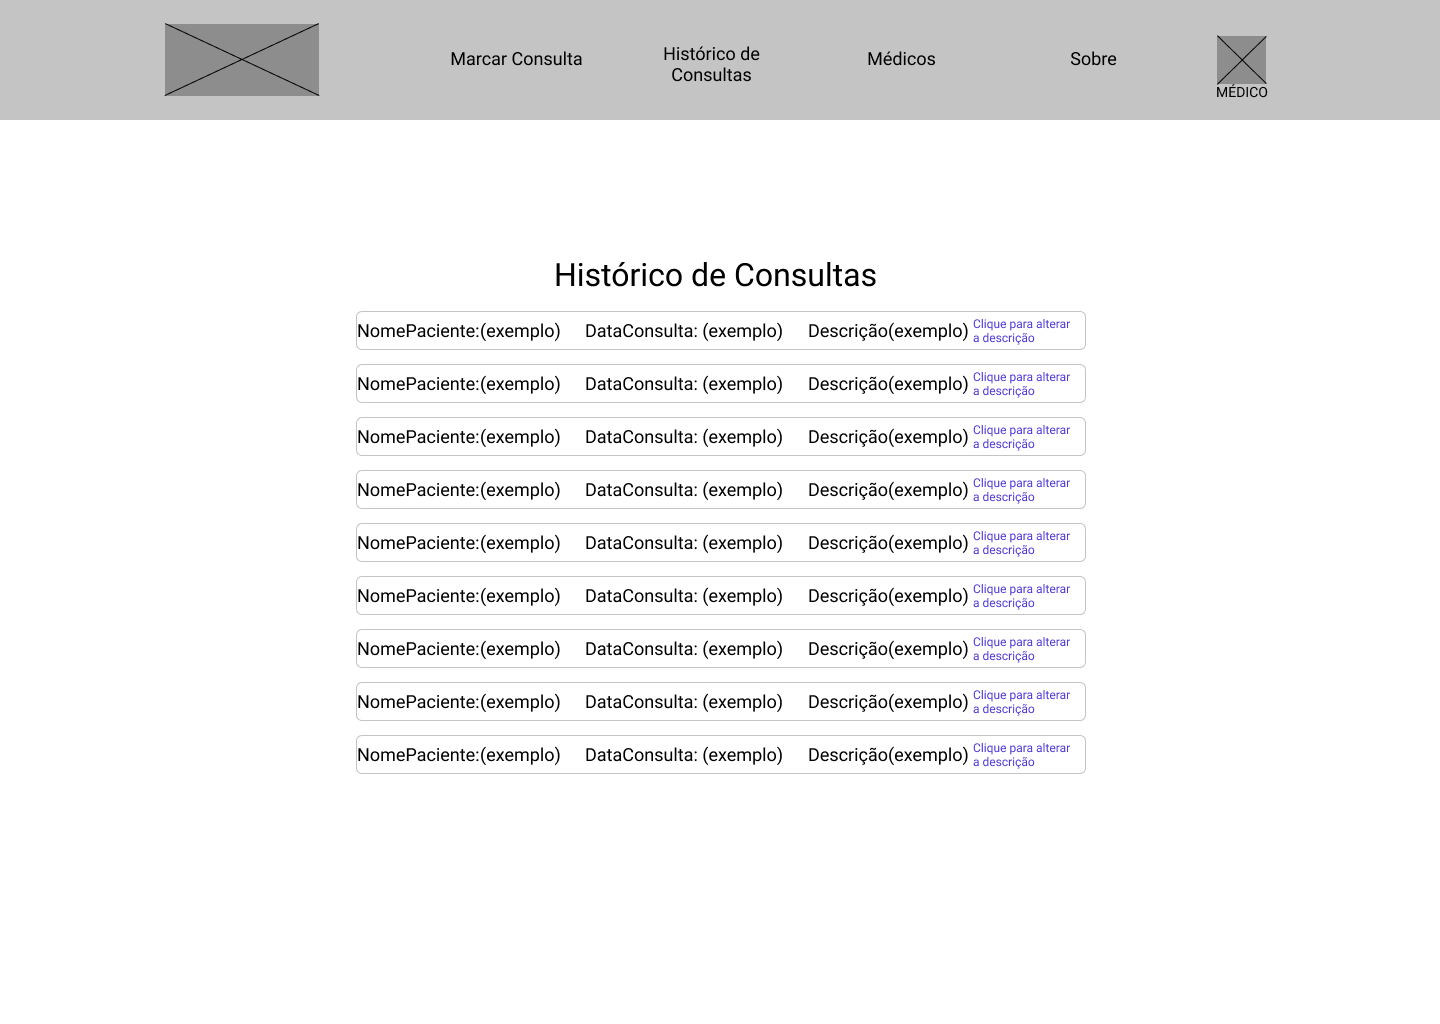 Marcar Consulta
Histórico de
Consultas
Médicos
Sobre
MÉDICO
Histórico de Consultas
NomePaciente:(exemplo) DataConsulta: (exemplo) Descrição(exemplo) Clique para alterar
a descrição
NomePaciente:(exemplo) DataConsulta: (exemplo) Descrição(exemplo) Clique para alterar
a descrição
NomePaciente:(exemplo) DataConsulta: (exemplo) Descrição(exemplo) Clique para alterar
a descrição
NomePaciente:(exemplo) DataConsulta: (exemplo) Descrição(exemplo) Clique para alterar
a descrição
NomePaciente:(exemplo) DataConsulta: (exemplo) Descrição(exemplo) Clique para alterar
a descrição
NomePaciente:(exemplo) DataConsulta: (exemplo) Descrição(exemplo) Clique para alterar
a descrição
NomePaciente:(exemplo) DataConsulta: (exemplo) Descrição(exemplo) Clique para alterar
a descrição
NomePaciente:(exemplo) DataConsulta: (exemplo) Descrição(exemplo) Clique para alterar
a descrição
NomePaciente:(exemplo) DataConsulta: (exemplo) Descrição(exemplo) Clique para alterar
a descrição